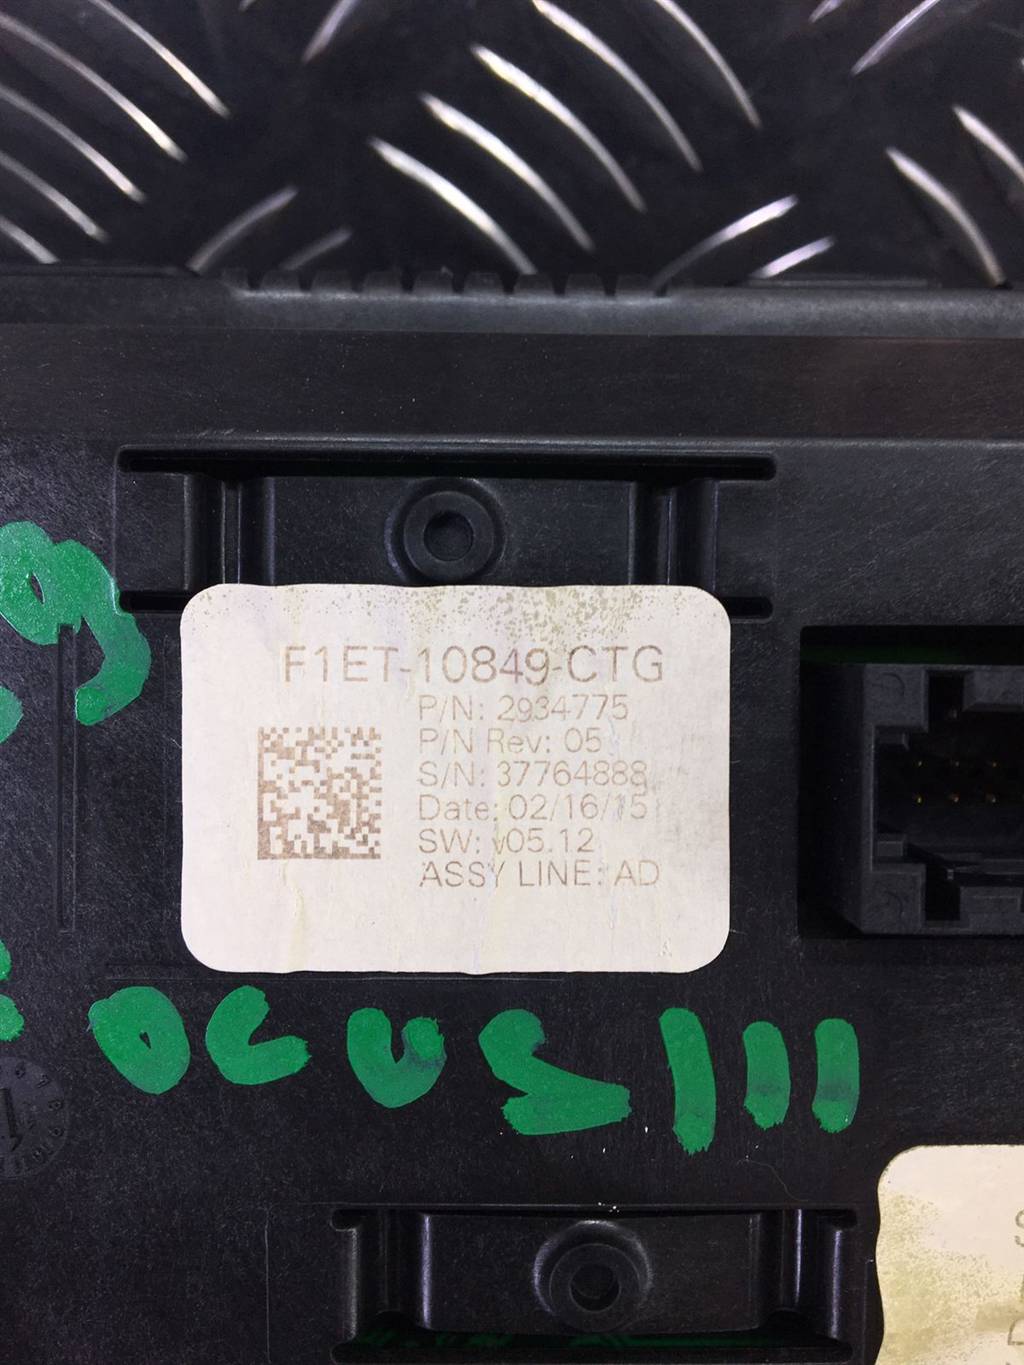 F1ET-10849-CTG
P/N: 2934775
P/N Rev: 05
S/N: 37764888
Date: 02/16/15
SW: v05.12
ASSY LINE: AD
ocus III